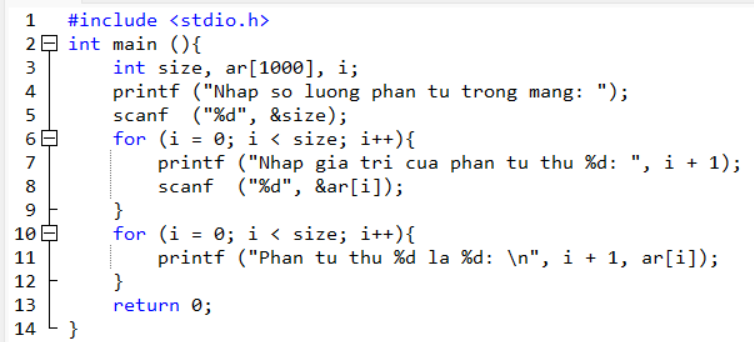 1 #include <stdio.h>
2 int main (){
3 int size, ar[1000], i;
4 printf ("Nhap so luong phan tu trong mang: ");
5 scanf  ("%d", &size);
6 for (i = 0; i < size; i++){
7 printf ("Nhap gia tri cua phan tu thu %d: ", i + 1);
8 scanf  ("%d", &ar[i]);
9 }
10 for (i = 0; i < size; i++){
11 printf ("Phan tu thu %d la %d: \n", i + 1, ar[i]);
12 }
13 return 0;
14 }